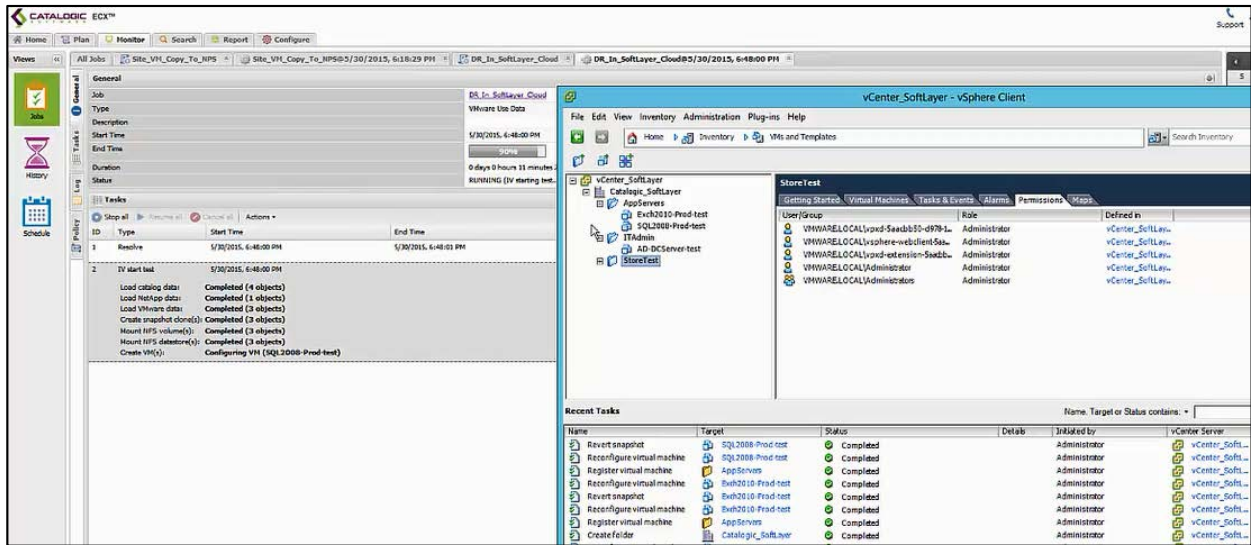 CATALOGIC ECX™
SOFTWARE
Support
Home Plan Monitor Search Report Configure
Views All Jobs Site_VM_Copy_To_NPS Site_VM_Copy_To_NPS@5/30/2015, 6:18:29 PM DR_In_SoftLayer_Cloud DR_In_SoftLayer_Cloud@5/30/2015, 6:48:00 PM
Jobs
History
Schedule
General
Tasks
Log
Policy
General
Job DR_In_SoftLayer_Cloud
Type VMware Use Data
Description
Start Time 5/30/2015, 6:48:00 PM
End Time 90%
Duration 0 days 0 hours 11 minutes
Status RUNNING (IV starting test..
Tasks
Stop all Resume all Cancel all Actions
ID Type Start Time End Time
1 Resolve 5/30/2015, 6:48:00 PM 5/30/2015, 6:48:01 PM
2 IV start test 5/30/2015, 6:48:00 PM
Load catalog data: Completed (4 objects)
Load NetApp data: Completed (1 objects)
Load VMware data: Completed (3 objects)
Create snapshot clone(s): Completed (3 objects)
Mount NFS volume(s): Completed (3 objects)
Mount NFS datastore(s): Completed (3 objects)
Create VM(s): Configuring VM (SQL2008-Prod-test)
vCenter_SoftLayer - vSphere Client
File Edit View Inventory Administration Plug-ins Help
Home Inventory VMs and Templates Search Inventory
vCenter_SoftLayer
Catalogic_SoftLayer
AppServers
Exch2010-Prod-test
SQL2008-Prod-test
ITAdmin
AD-DCServer-test
StoreTest
StoreTest
Getting Started Virtual Machines Tasks & Events Alarms Permissions Maps
User/Group Role Defined in
Administrator vCenter_SoftLay...
Administrator vCenter_SoftLay...
Administrator vCenter_SoftLay...
VMWARE.LOCAL\Administrator Administrator vCenter_SoftLay...
VMWARE.LOCAL\Administrators Administrator vCenter_SoftLay...
Recent Tasks Name, Target or Status contains:
Name Target Status Details Initiated by vCenter Server
Revert snapshot SQL2008-Prod-test Completed Administrator vCenter_SoftL...
Reconfigure virtual machine SQL2008-Prod-test Completed Administrator vCenter_SoftL...
Register virtual machine AppServers Completed Administrator vCenter_SoftL...
Reconfigure virtual machine Exch2010-Prod-test Completed Administrator vCenter_SoftL...
Revert snapshot Exch2010-Prod-test Completed Administrator vCenter_SoftL...
Reconfigure virtual machine Exch2010-Prod-test Completed Administrator vCenter_SoftL...
Register virtual machine AppServers Completed Administrator vCenter_SoftL...
Create folder Catalogic_SoftLayer Completed Administrator vCenter_SoftL...